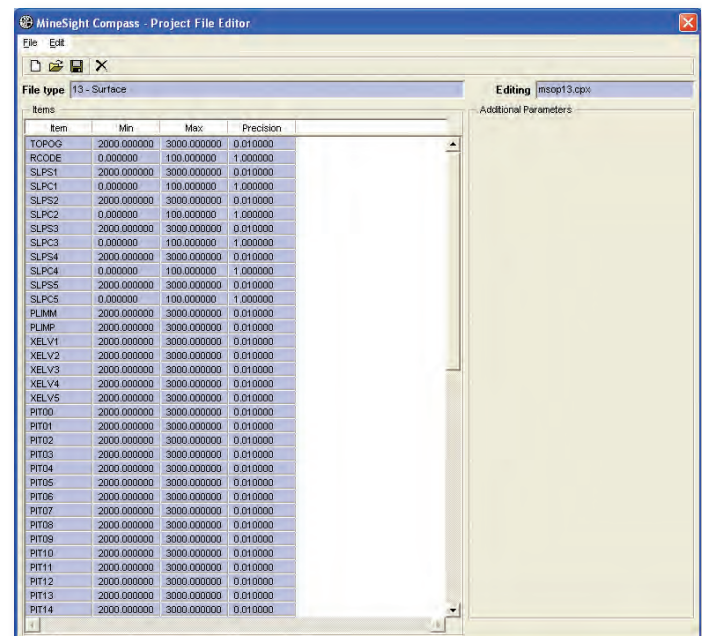 MineSight Compass - Project File Editor
File Edit
File type 13 - Surface Editing msop13.cpx
Items Additional Parameters
Item Min Max Precision
TOPOG 2000.000000 3000.000000 0.010000
RCODE 0.000000 100.000000 1.000000
SLPS1 2000.000000 3000.000000 0.010000
SLPC1 0.000000 100.000000 1.000000
SLPS2 2000.000000 3000.000000 0.010000
SLPC2 0.000000 100.000000 1.000000
SLPS3 2000.000000 3000.000000 0.010000
SLPC3 0.000000 100.000000 1.000000
SLPS4 2000.000000 3000.000000 0.010000
SLPC4 0.000000 100.000000 1.000000
SLPS5 2000.000000 3000.000000 0.010000
SLPC5 0.000000 100.000000 1.000000
PLIMM 2000.000000 3000.000000 0.010000
PLIMP 2000.000000 3000.000000 0.010000
XELV1 2000.000000 3000.000000 0.010000
XELV2 2000.000000 3000.000000 0.010000
XELV3 2000.000000 3000.000000 0.010000
XELV4 2000.000000 3000.000000 0.010000
XELV5 2000.000000 3000.000000 0.010000
PIT00 2000.000000 3000.000000 0.010000
PIT01 2000.000000 3000.000000 0.010000
PIT02 2000.000000 3000.000000 0.010000
PIT03 2000.000000 3000.000000 0.010000
PIT04 2000.000000 3000.000000 0.010000
PIT05 2000.000000 3000.000000 0.010000
PIT06 2000.000000 3000.000000 0.010000
PIT07 2000.000000 3000.000000 0.010000
PIT08 2000.000000 3000.000000 0.010000
PIT09 2000.000000 3000.000000 0.010000
PIT10 2000.000000 3000.000000 0.010000
PIT11 2000.000000 3000.000000 0.010000
PIT12 2000.000000 3000.000000 0.010000
PIT13 2000.000000 3000.000000 0.010000
PIT14 2000.000000 3000.000000 0.010000